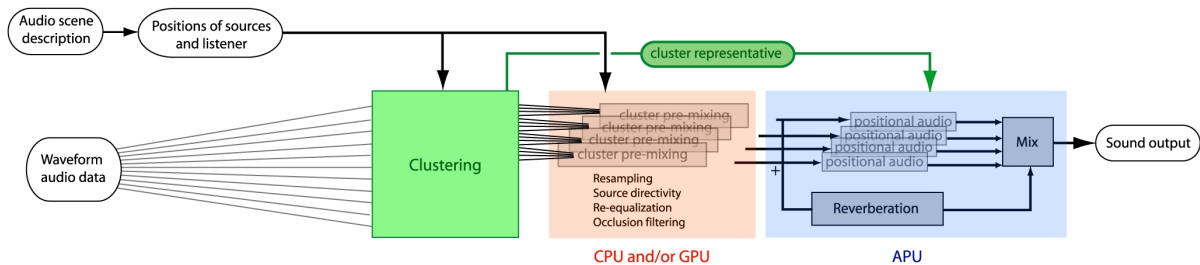 Audio scene
description
Positions of sources
and listener
cluster representative
Waveform
audio data
Clustering
cluster pre-mixing
cluster pre-mixing
cluster pre-mixing
cluster pre-mixing
Resampling
Source directivity
Re-equalization
Occlusion filtering
CPU and/or GPU
positional audio
positional audio
positional audio
positional audio
+
Reverberation
Mix
APU
Sound output